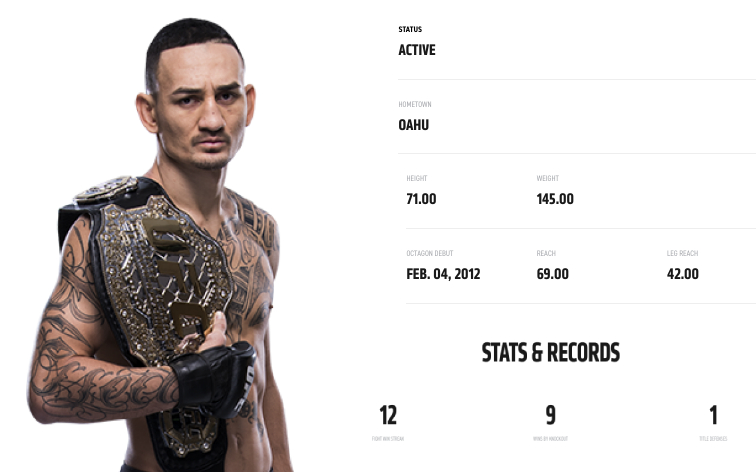 STATUS
ACTIVE
HOMETOWN
OAHU
HEIGHT
WEIGHT
71.00
145.00
OCTAGON DEBUT
REACH
LEG REACH
FEB. 04, 2012
69.00
42.00
STATS & RECORDS
12
9
1
FIGHT WIN STREAK
WINS BY KNOCKOUT
TITLE DEFENSES
UFC